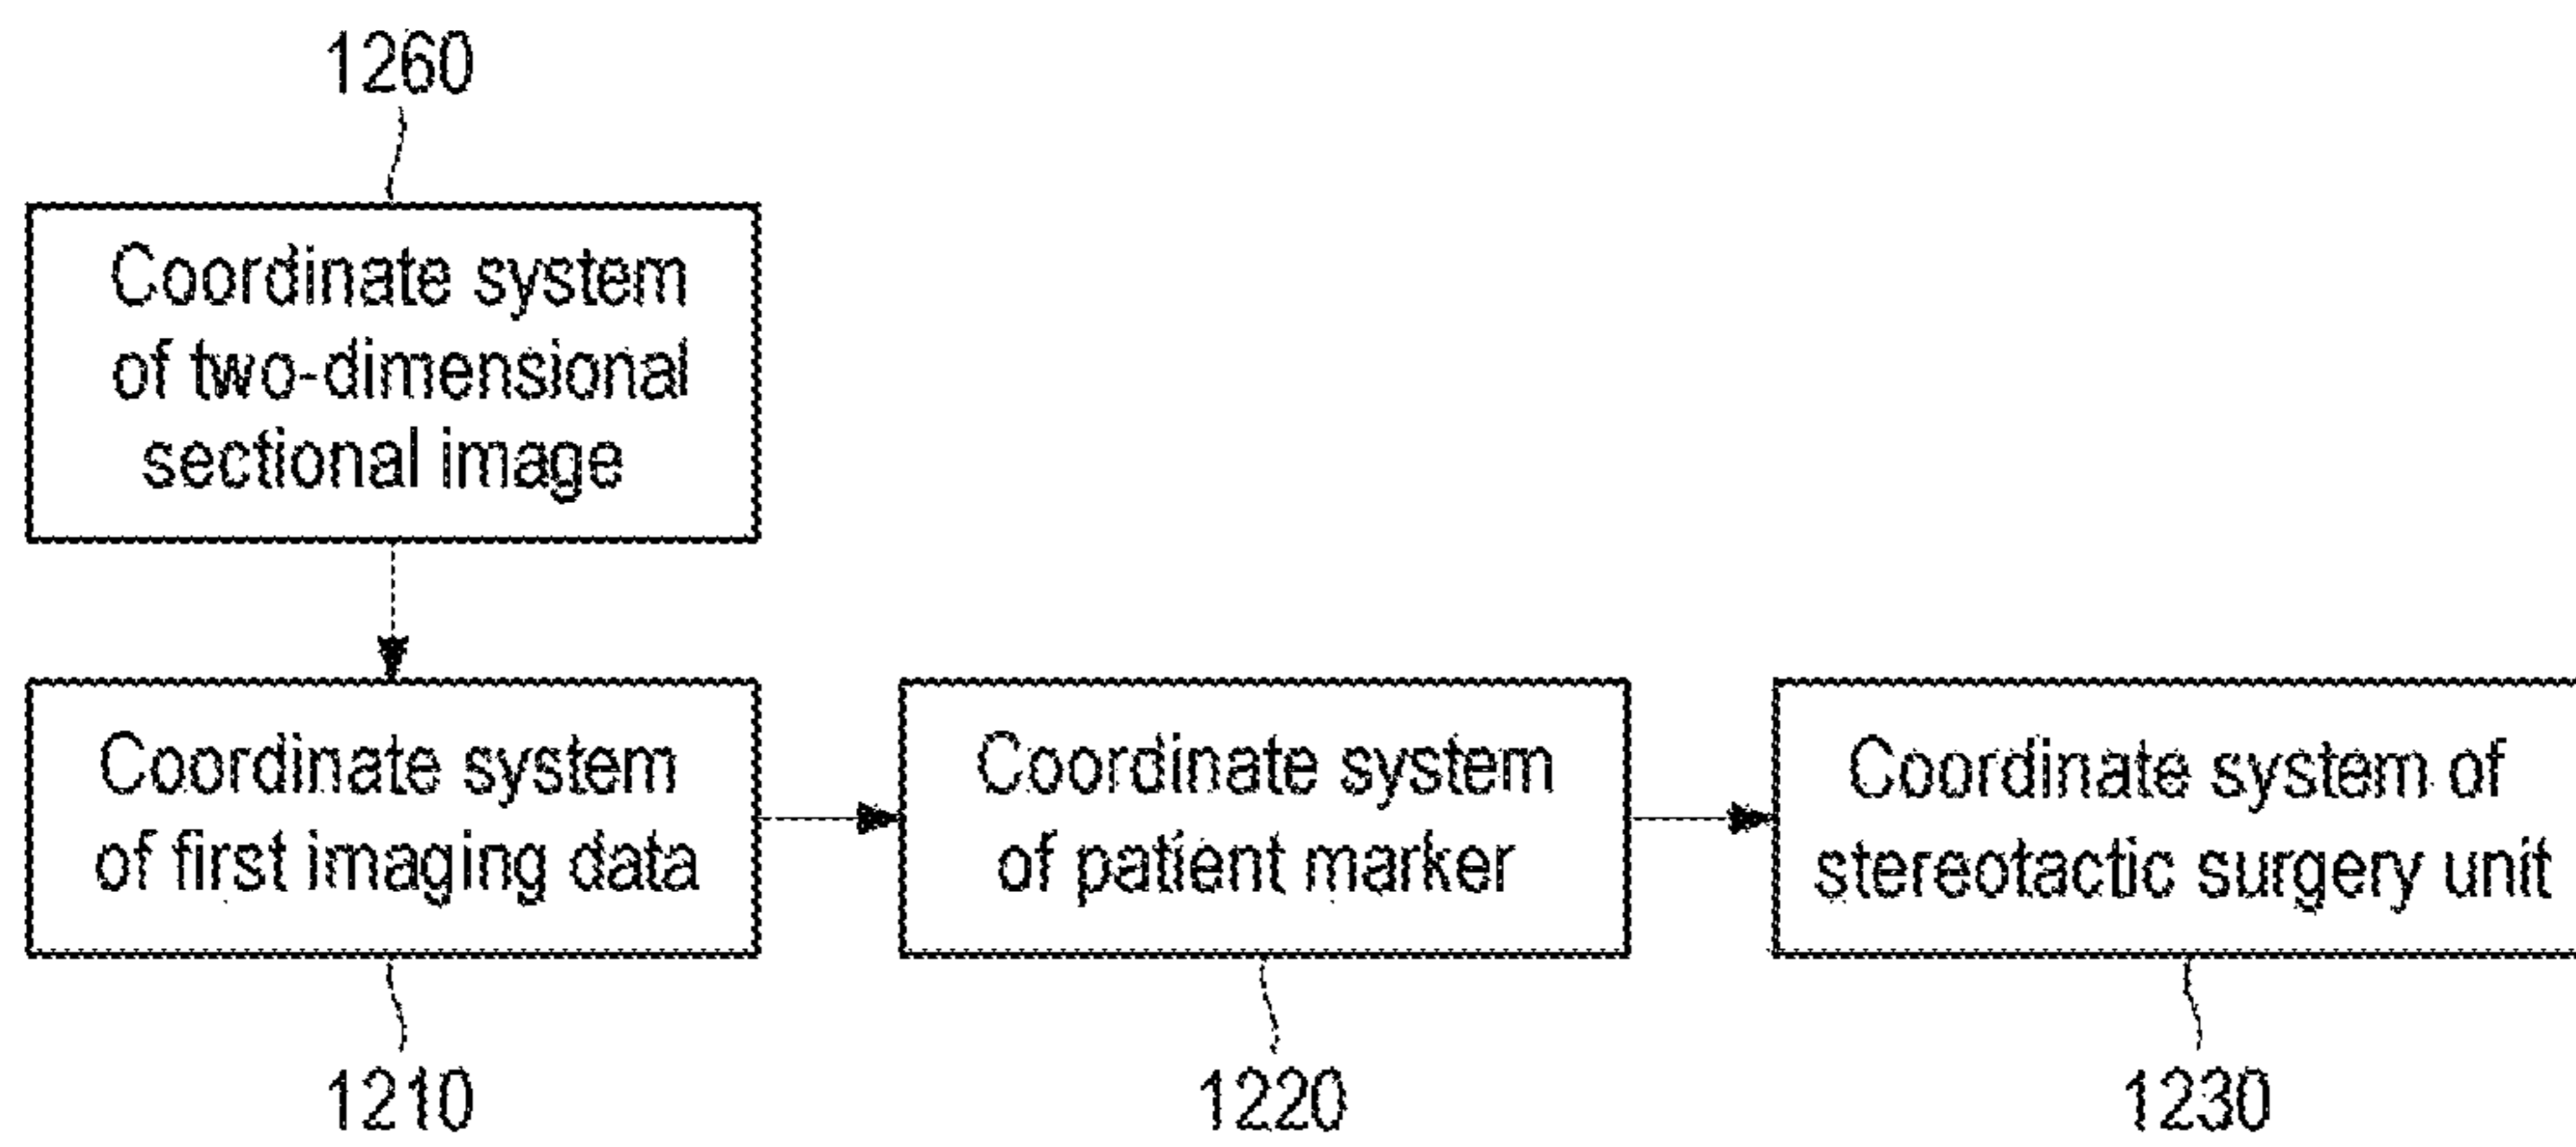 1260
Coordinate system
of two-dimensional
sectional image
Coordinate system
of first imaging data
Coordinate system
of patient marker
Coordinate system of
stereotactic surgery unit
1210
1220
1230